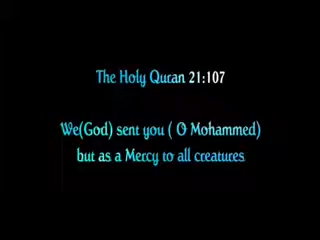 The Holy Quran 21:107
We(God) sent you ( O Mohammed)
but as a Mercy to all creatures